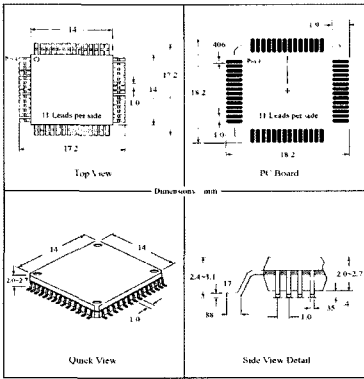 14
17.2
14
1.0
11 Leads per side
17.2
Top View
1.9
.406
Pin 1
18.2
11 Leads per side
1.0
18.2
PC Board
Dimensions mm
14
14
2.0~2.7
1.0
Quick View
2.4~3.1
.17
.88
2.0~2.7
.4
.35
1.0
Side View Detail